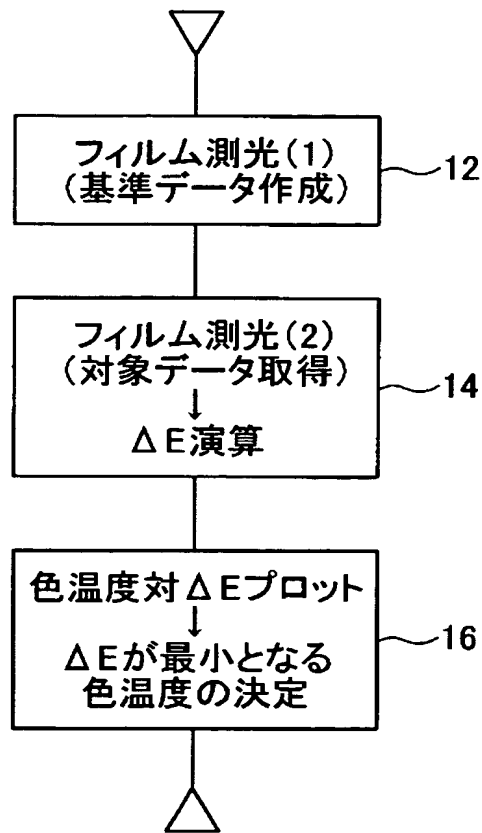 フィルム測光(1)
(基準データ作成)
12
フィルム測光(2)
(対象データ取得)
↓
ΔE演算
14
色温度対ΔEプロット
↓
ΔEが最小となる
色温度の決定
16